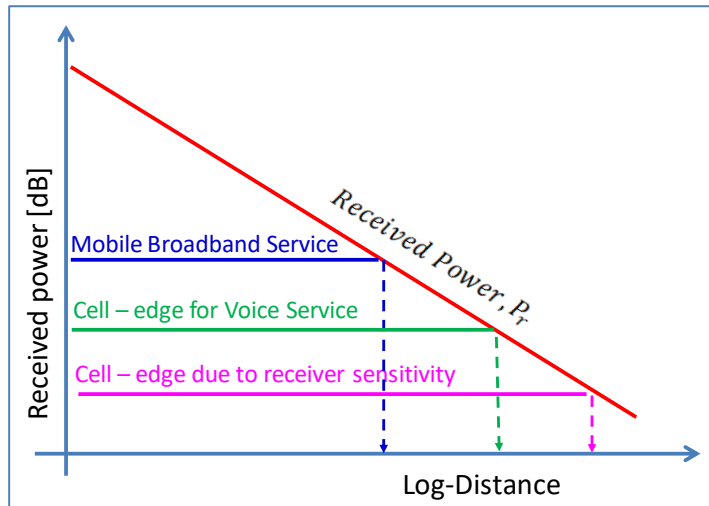 Received power [dB]
Received Power, Pᵣ
Mobile Broadband Service
Cell – edge for Voice Service
Cell – edge due to receiver sensitivity
Log-Distance